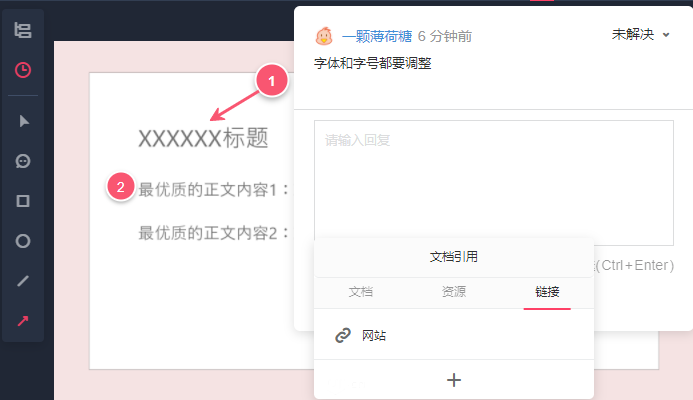 1
XXXXXX标题
2
最优质的正文内容1：
最优质的正文内容2：
一颗薄荷糖 6 分钟前
未解决
字体和字号都要调整
请输入回复
(Ctrl+Enter)
文档引用
文档 资源 链接
网站